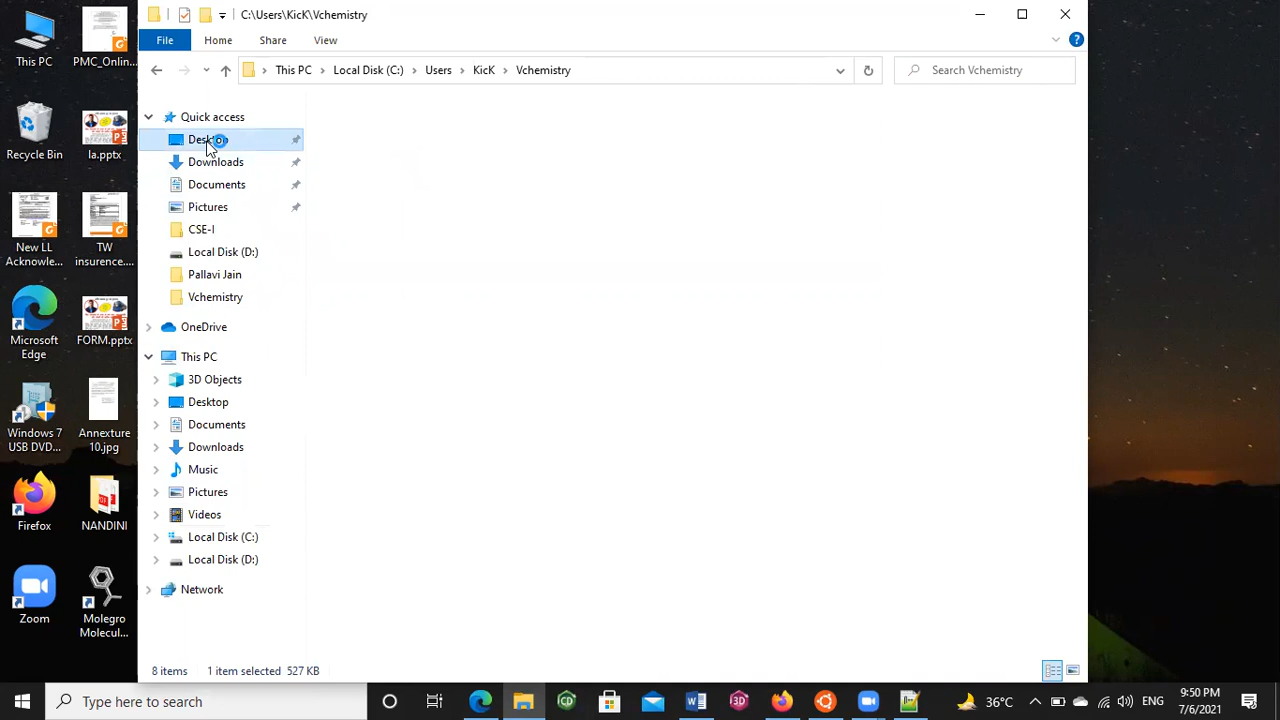 C:\Users\KicK\Vchemistry
File
Home
Share
View
This PC
Local Disk (C:)
Users
KicK
Vchemistry
Search Vchemistry
Quick access
Desktop
Downloads
Documents
Pictures
CSE-I
Local Disk (D:)
Pallavi Jain
Vchemistry
OneDrive
This PC
3D Objects
Desktop
Documents
Downloads
Music
Pictures
Videos
Local Disk (C:)
Local Disk (D:)
Network
8 items
1 item selected 527 KB
This PC
PMC_Onlin...
Recycle Bin
la.pptx
New LL
Acknowle...
TW
insurence....
Microsoft
Edge
FORM.pptx
Windows 7
USB DVD...
Annexture
10.jpg
Firefox
NANDINI
Zoom
Molegro
Molecul...
Type here to search
36°C
ENG
9:50 PM
7/6/2021